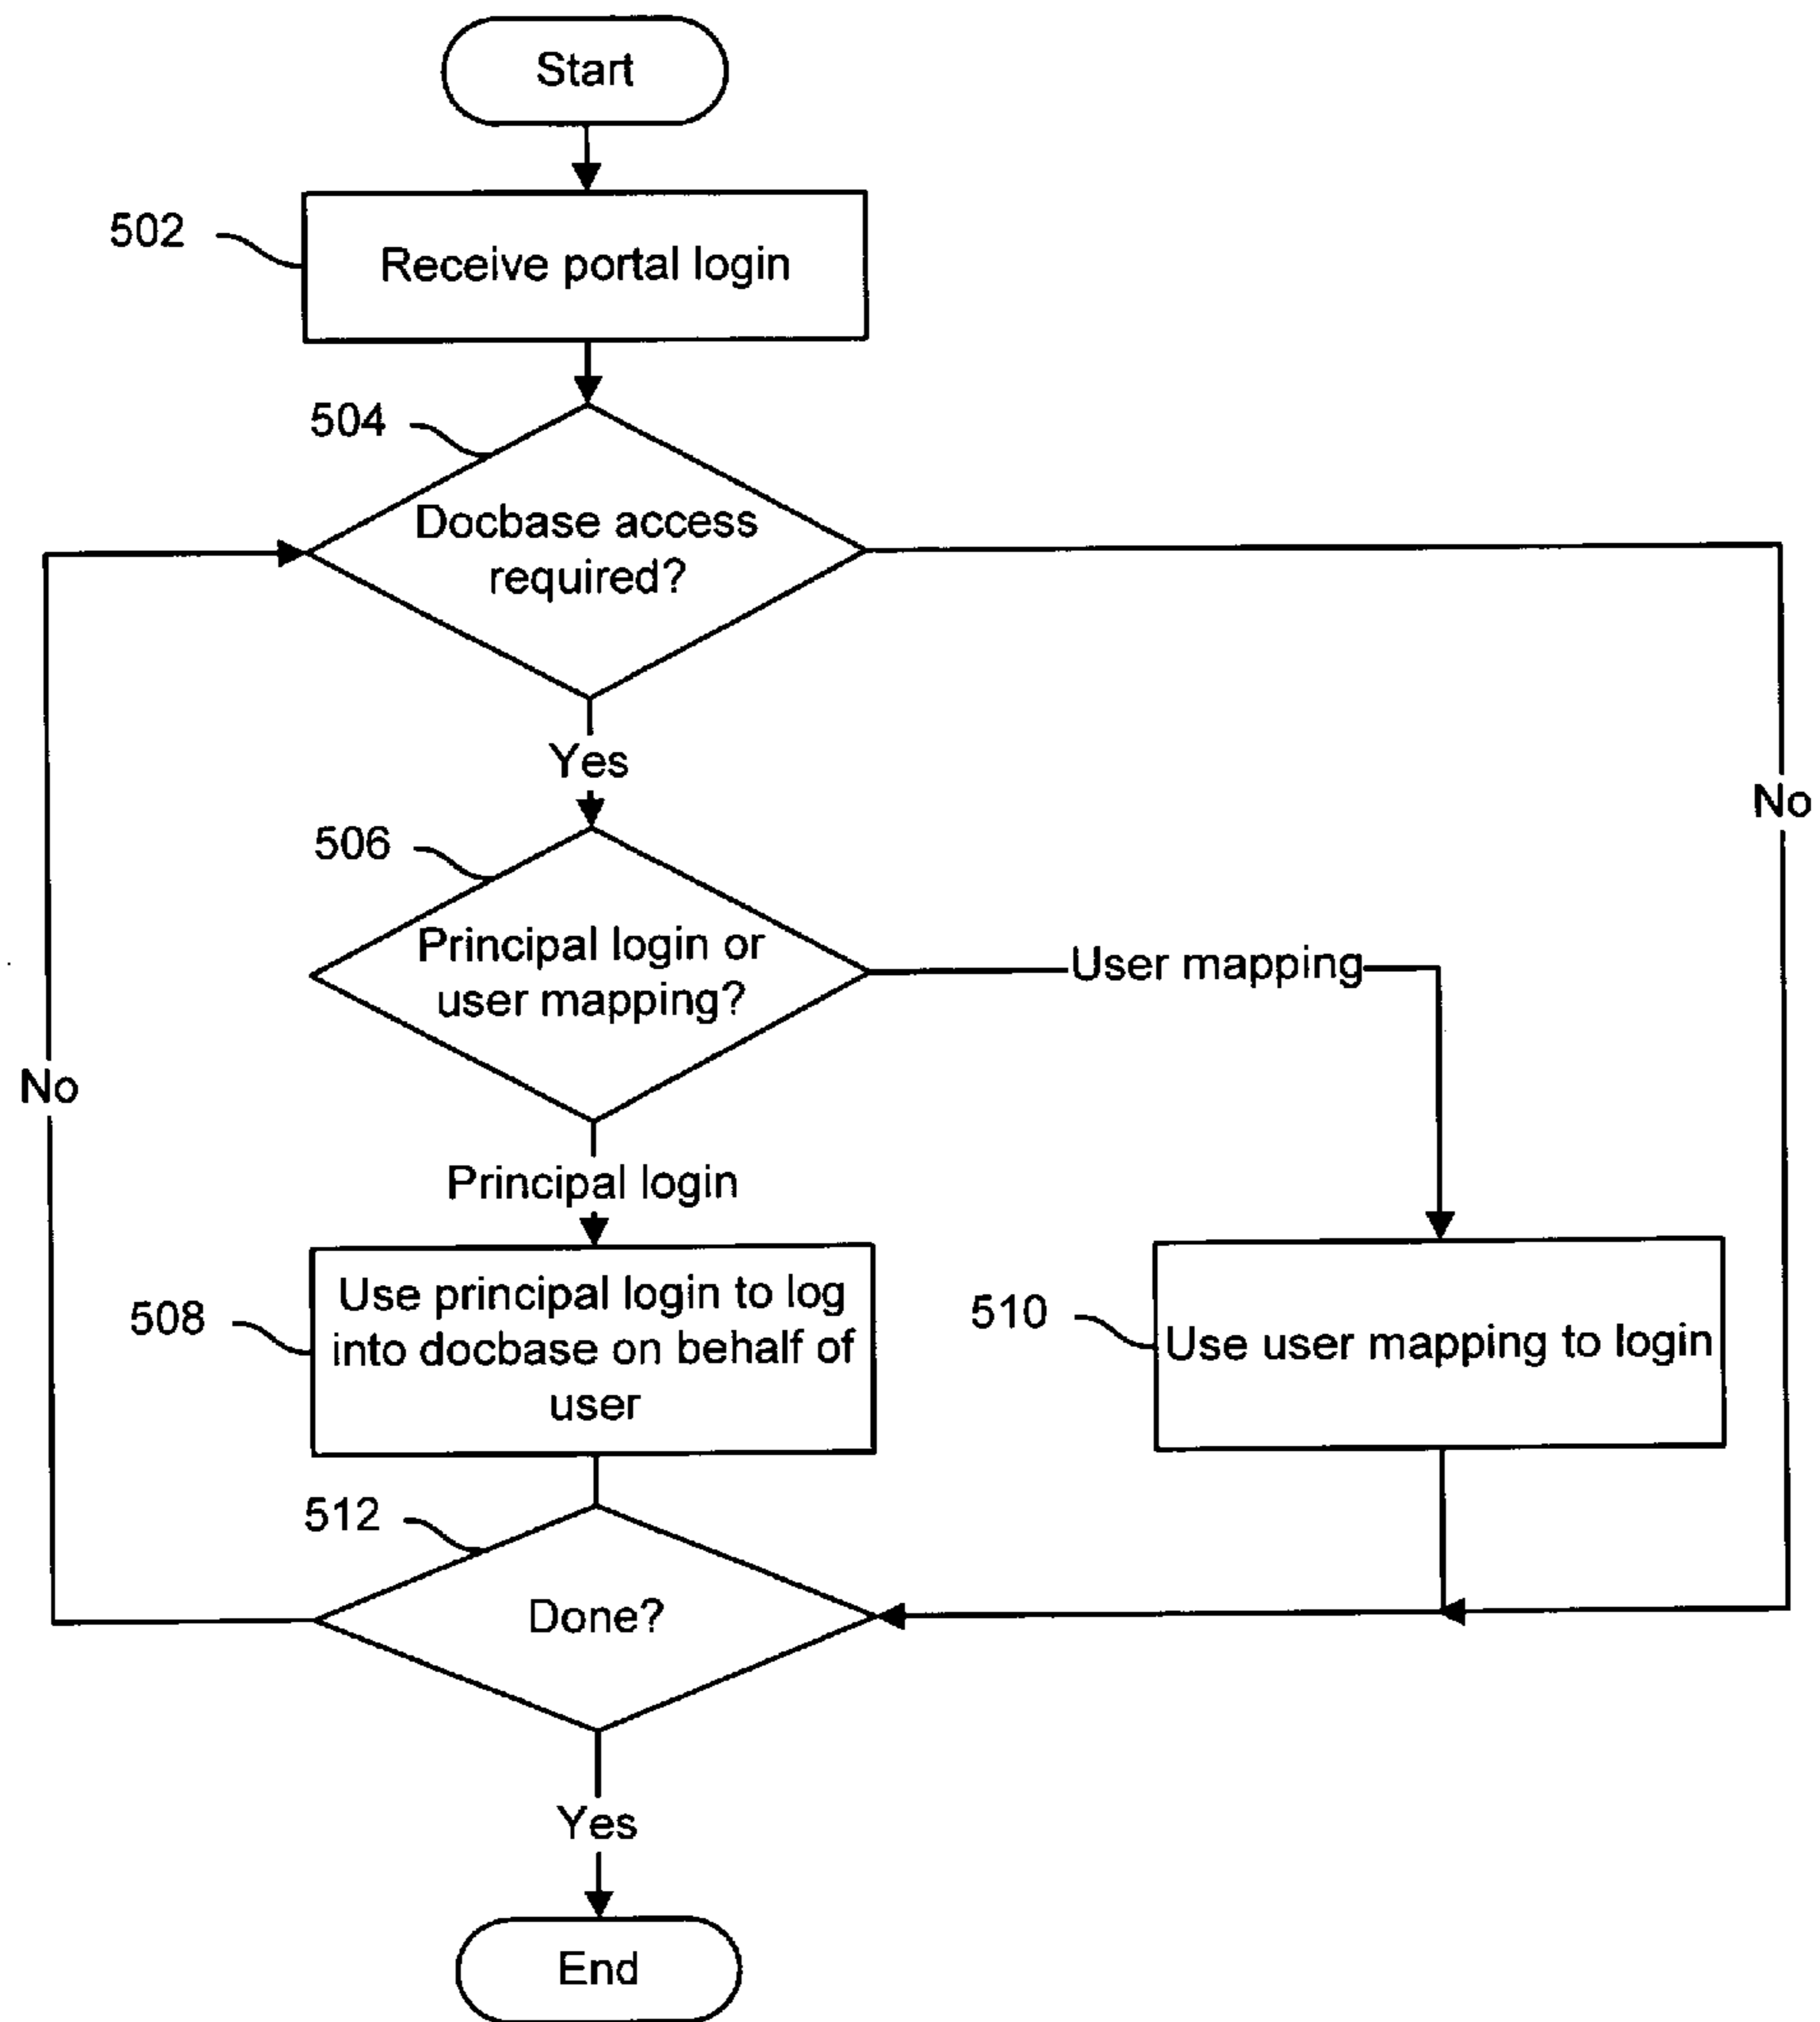 Start
502
Receive portal login
504
Docbase access
required?
Yes
No
506
Principal login or
user mapping?
User mapping
No
Principal login
508
Use principal login to log
into docbase on behalf of
user
510
Use user mapping to login
512
Done?
Yes
End